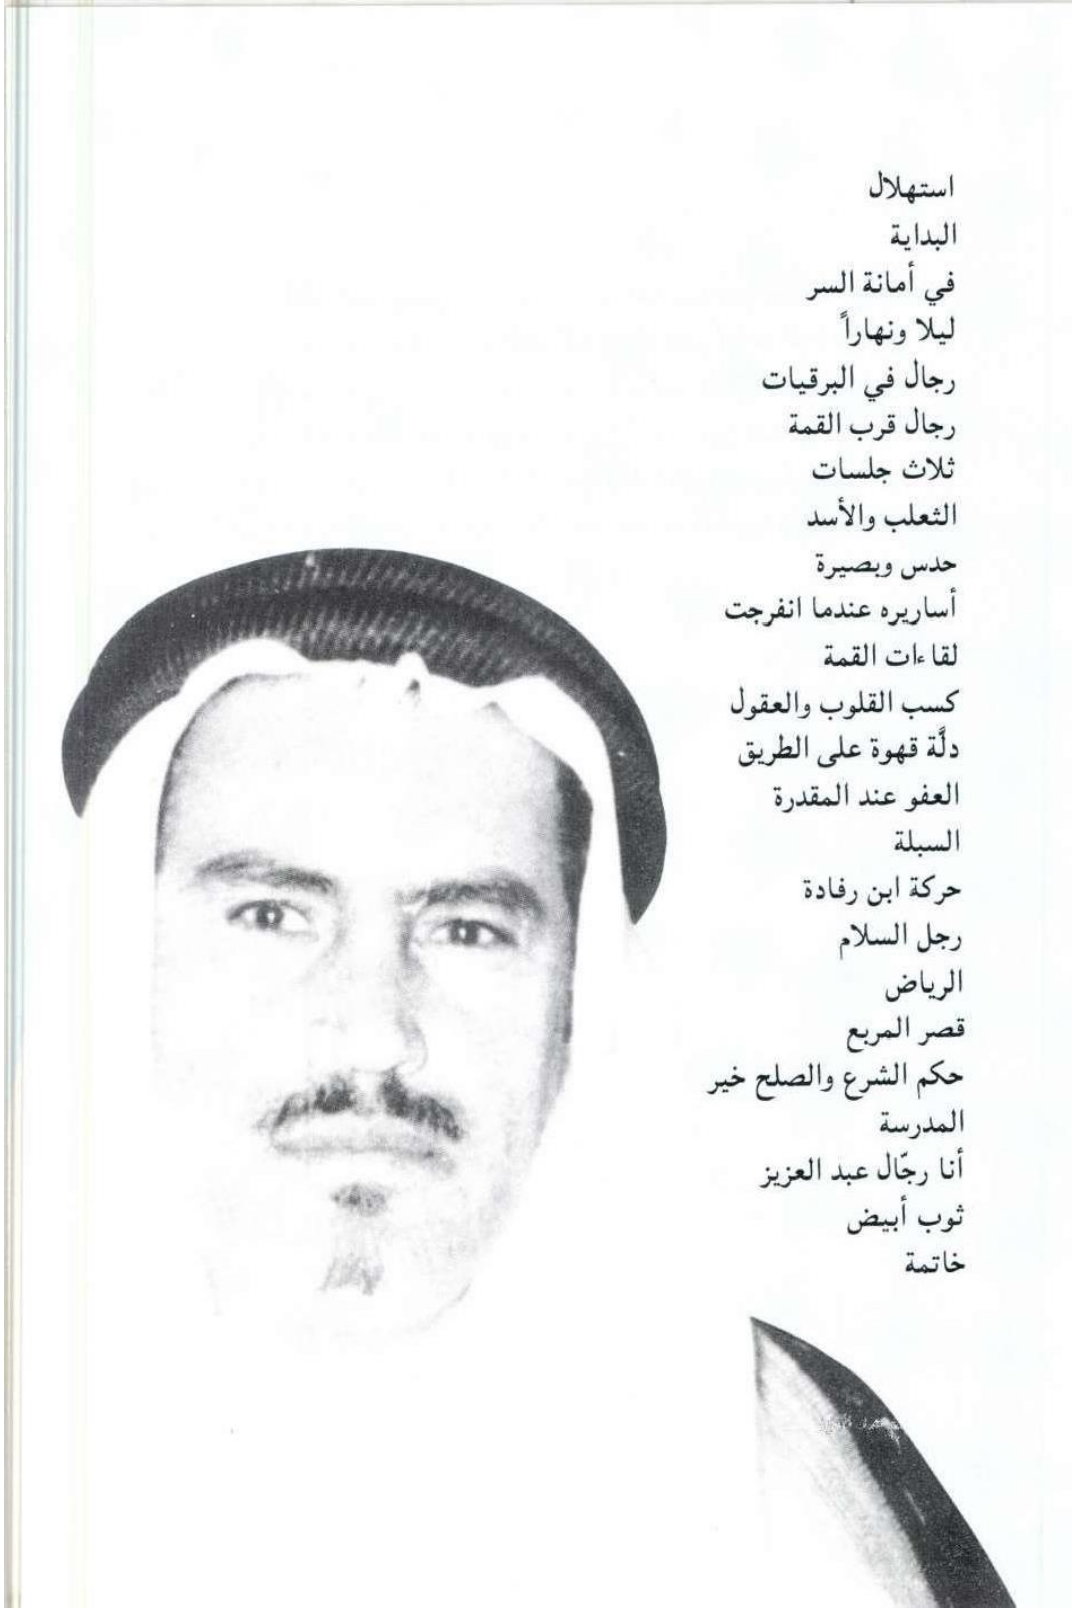 استهلال
البداية
في أمانة السر
ليلا ونهاراً
رجال في البرقيات
رجال قرب القمة
ثلاث جلسات
الثعلب والأسد
حدس وبصيرة
أساريره عندما انفرجت
لقاءات القمة
كسب القلوب والعقول
دلَّة قهوة على الطريق
العفو عند المقدرة
السبلة
حركة ابن رفادة
رجل السلام
الرياض
قصر المربع
حكم الشرع والصلح خير
المدرسة
أنا رجّال عبد العزيز
ثوب أبيض
خاتمة